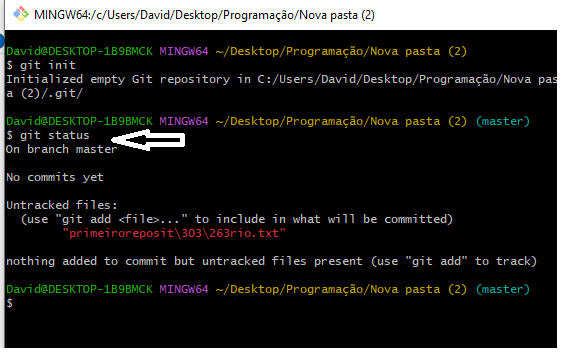 MINGW64:/c/Users/David/Desktop/Programação/Nova pasta (2)
David@DESKTOP-1B9BMCK MINGW64 ~/Desktop/Programação/Nova pasta (2)
$ git init
Initialized empty Git repository in C:/Users/David/Desktop/Programação/Nova pas
a (2)/.git/
David@DESKTOP-1B9BMCK MINGW64 ~/Desktop/Programação/Nova pasta (2) (master)
$ git status
On branch master
No commits yet
Untracked files:
(use "git add <file>..." to include in what will be committed)
"primeiroreposit\303\263rio.txt"
nothing added to commit but untracked files present (use "git add" to track)
David@DESKTOP-1B9BMCK MINGW64 ~/Desktop/Programação/Nova pasta (2) (master)
$